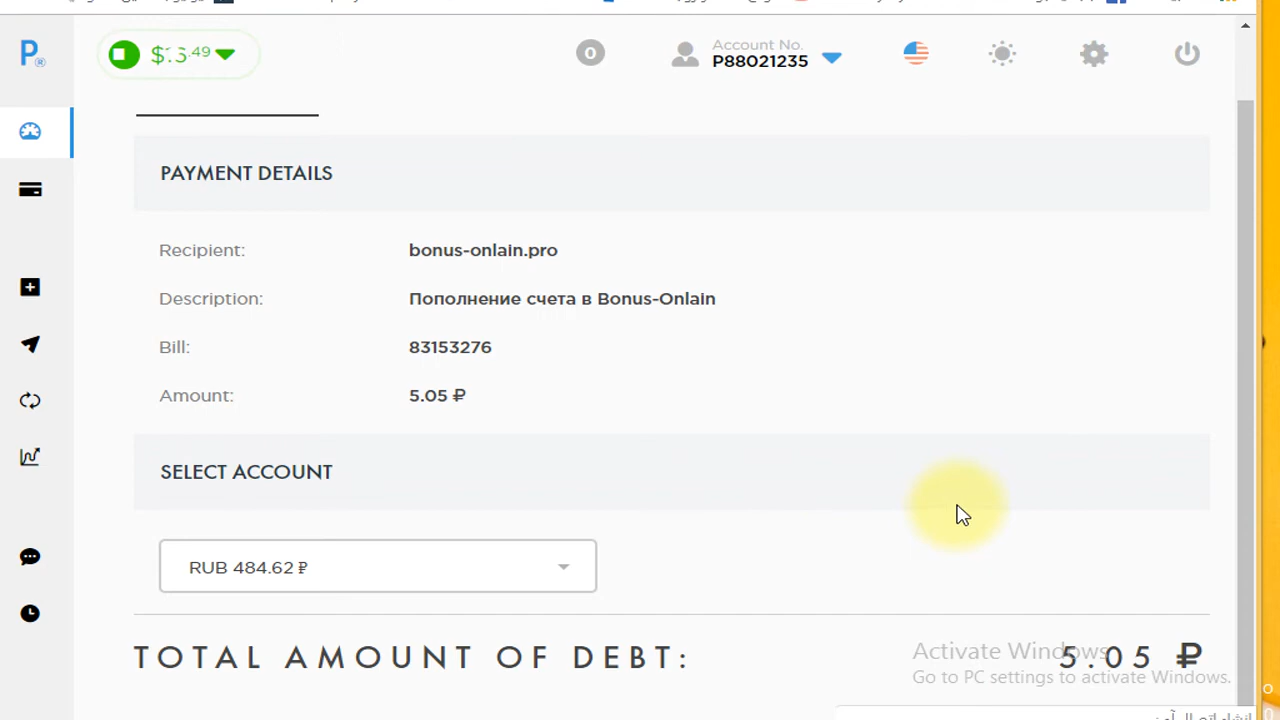 Account No.
0
P88021235
PAYMENT DETAILS
Recipient: bonus-onlain.pro
Description: Пополнение счета в Bonus-Onlain
Bill: 83153276
Amount: 5.05 ₽
SELECT ACCOUNT
RUB 484.62 ₽
TOTAL AMOUNT OF DEBT: 5.05 ₽
Activate Windows
Go to PC settings to activate Windows.